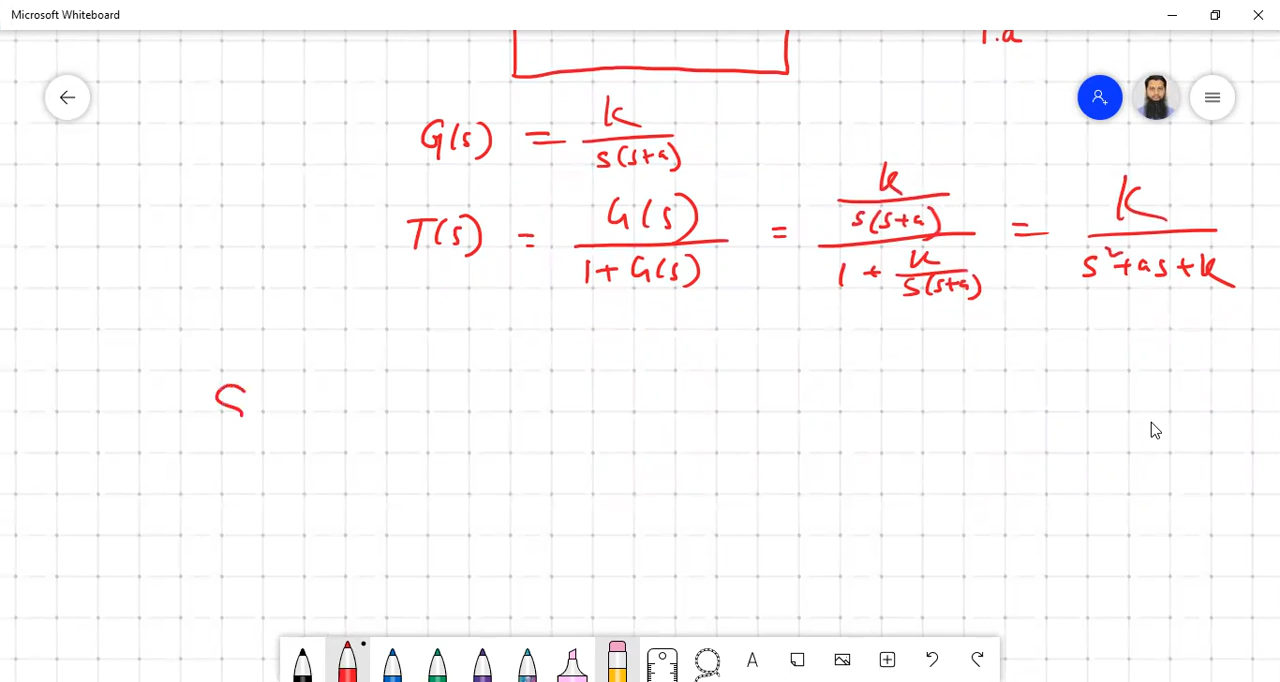 Microsoft Whiteboard
G(s) = K / s(s+a)
T(s) = G(s) / 1 + G(s) = K / s(s+a) / 1 + K / s(s+a) = K / s² + as + K
S
A